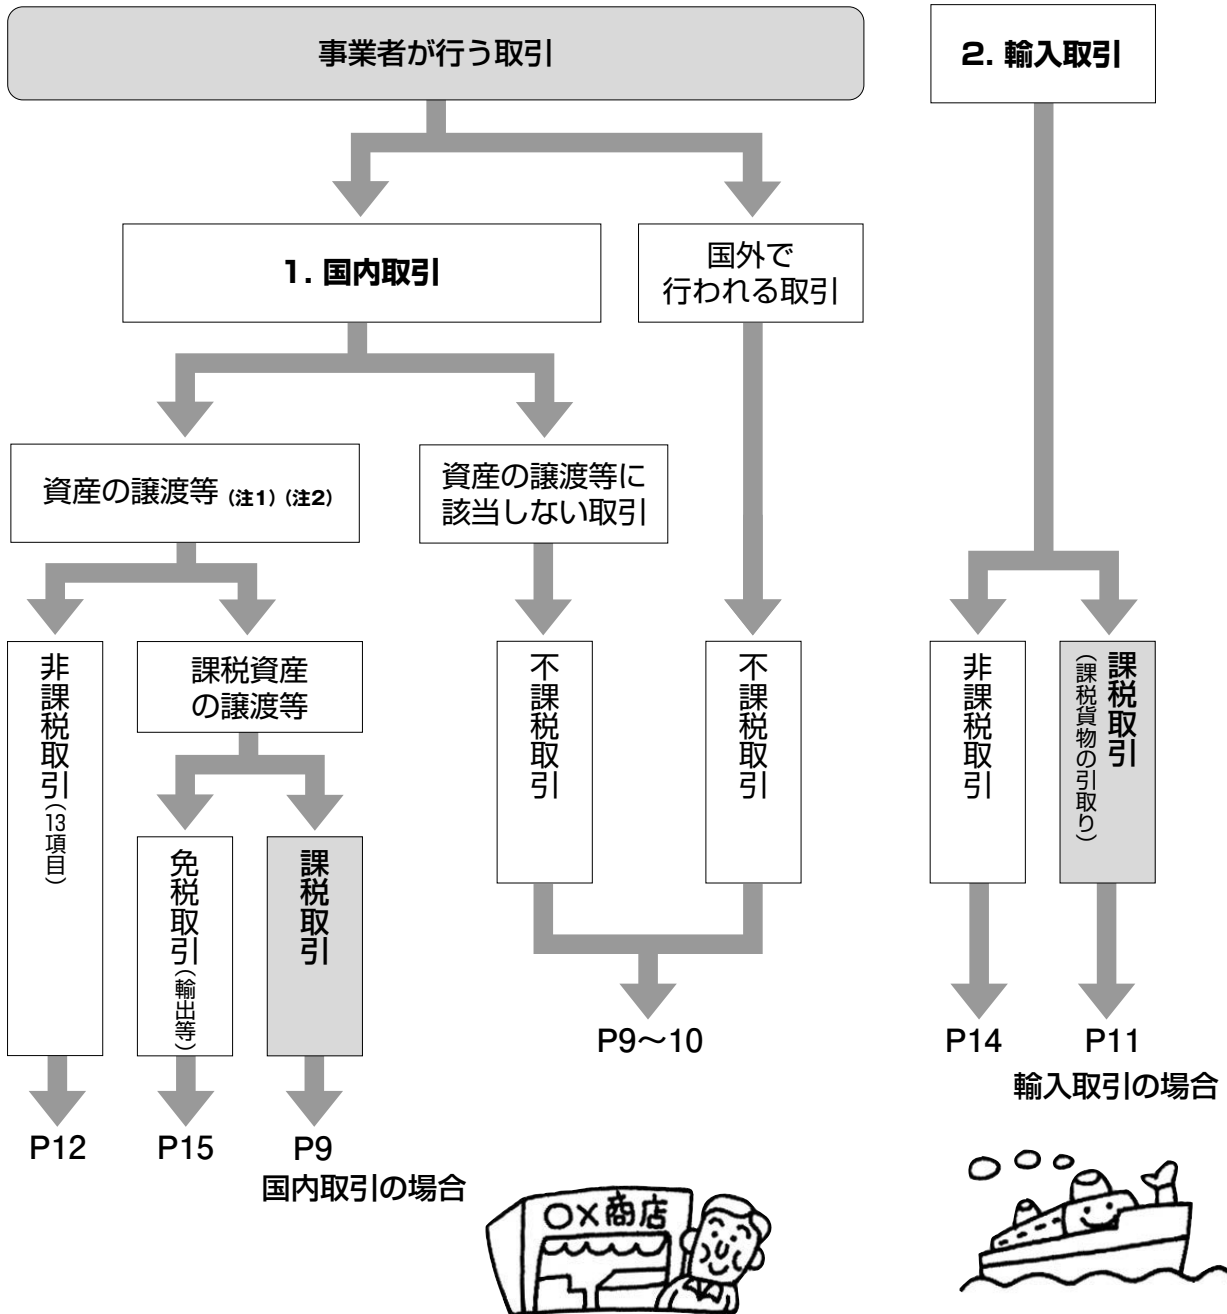 事業者が行う取引
2. 輸入取引
1. 国内取引
国外で
行われる取引
資産の譲渡等 (注1) (注2)
資産の譲渡等に
該当しない取引
非課税取引(13項目)
課税資産
の譲渡等
不課税取引
不課税取引
非課税取引
課税取引
(課税貨物の引取り)
免税取引(輸出等)
課税取引
P9〜10
P14
P11
輸入取引の場合
P12
P15
P9
国内取引の場合
○×商店